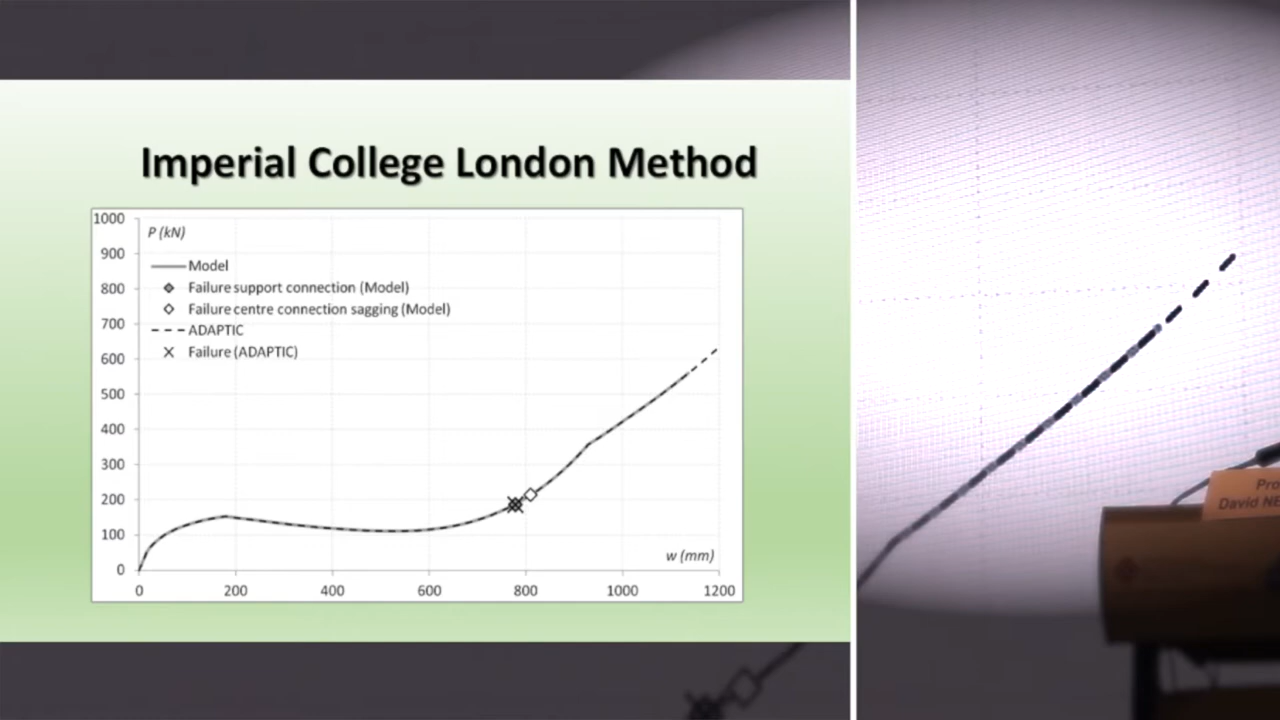 Imperial College London Method
1000
P (kN)
900
Model
800
Failure support connection (Model)
Failure centre connection sagging (Model)
700
ADAPTIC
600
Failure (ADAPTIC)
500
400
300
200
100
w (mm)
0
0 200 400 600 800 1000 1200
Pro
David NE